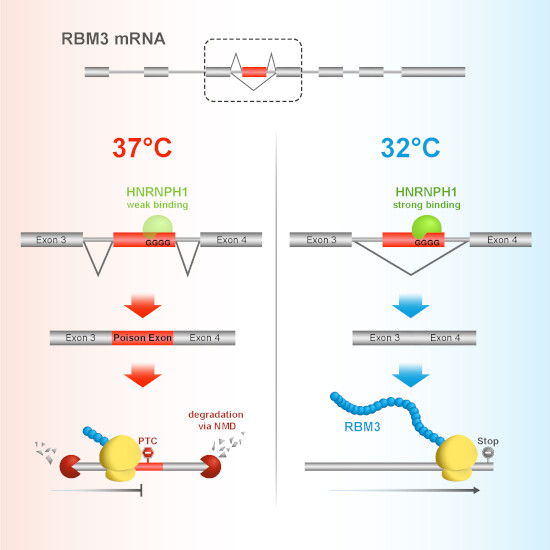 RBM3 mRNA
37°C
HNRNPH1
weak binding
Exon 3
GGGG
Exon 4
Exon 3
Poison Exon
Exon 4
degradation
via NMD
PTC
32°C
HNRNPH1
strong binding
Exon 3
GGGG
Exon 4
Exon 3
Exon 4
RBM3
Stop